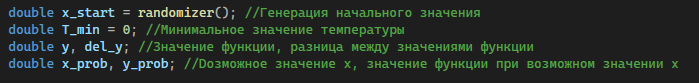 double x_start = randomizer(); //Генерация начального значения
double T_min = 0; //Минимальное значение температуры
double y, del_y; //Значение функции, разница между значениями функции
double x_prob, y_prob; //Dозможное значение x, значение функции при возможном значении x